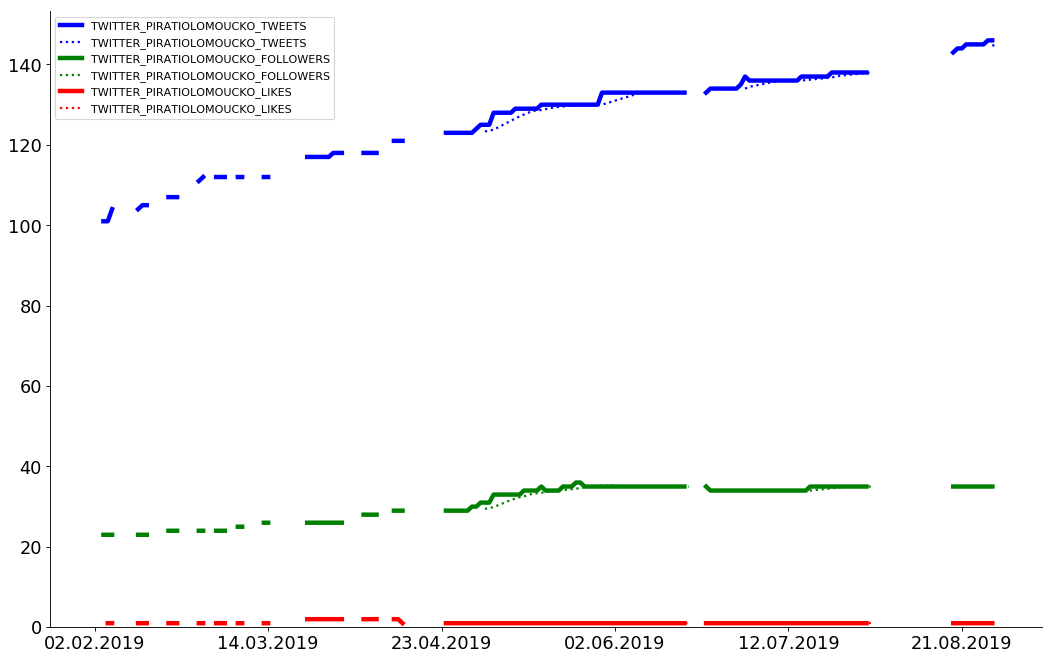 TWITTER_PIRATIOLOMOUCKO_TWEETS
TWITTER_PIRATIOLOMOUCKO_TWEETS
TWITTER_PIRATIOLOMOUCKO_FOLLOWERS
TWITTER_PIRATIOLOMOUCKO_FOLLOWERS
TWITTER_PIRATIOLOMOUCKO_LIKES
TWITTER_PIRATIOLOMOUCKO_LIKES
140
120
100
80
60
40
20
0
02.02.2019 14.03.2019 23.04.2019 02.06.2019 12.07.2019 21.08.2019